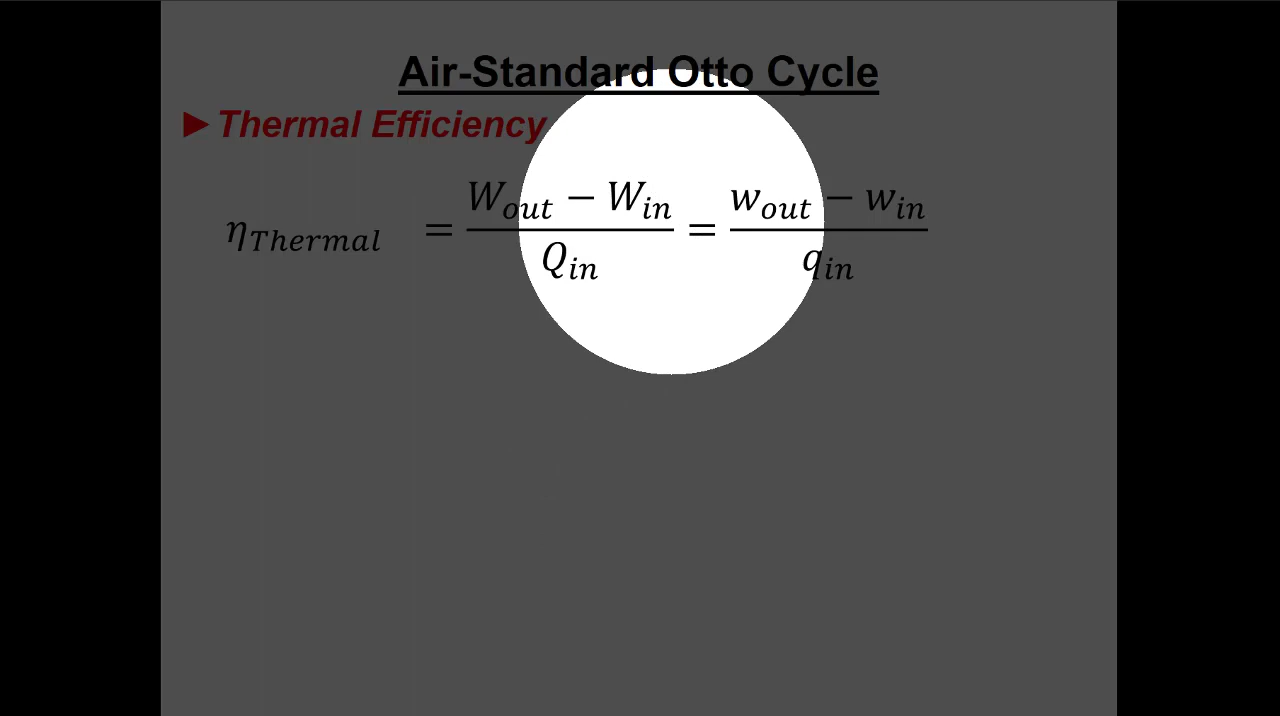 Air-Standard Otto Cycle
►Thermal Efficiency
η_Thermal = (W_out − W_in) / Q_in = (w_out − w_in) / q_in